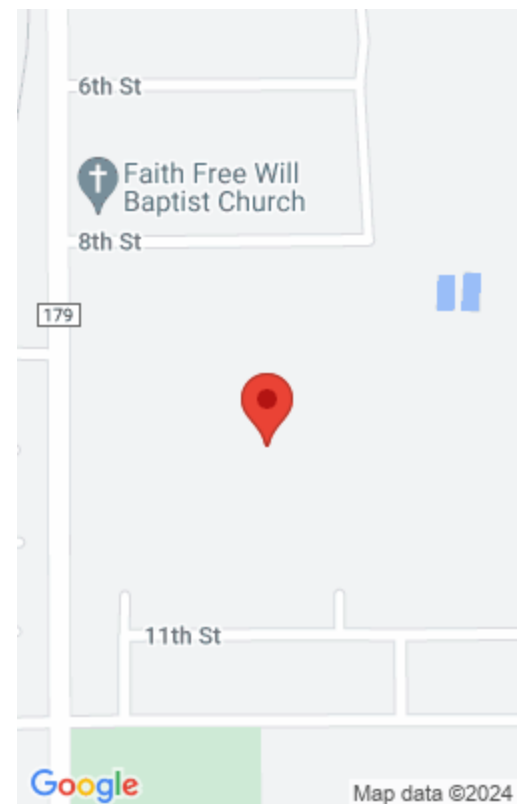 6th St
Faith Free Will
Baptist Church
8th St
179
11th St
Google
Map data ©2024